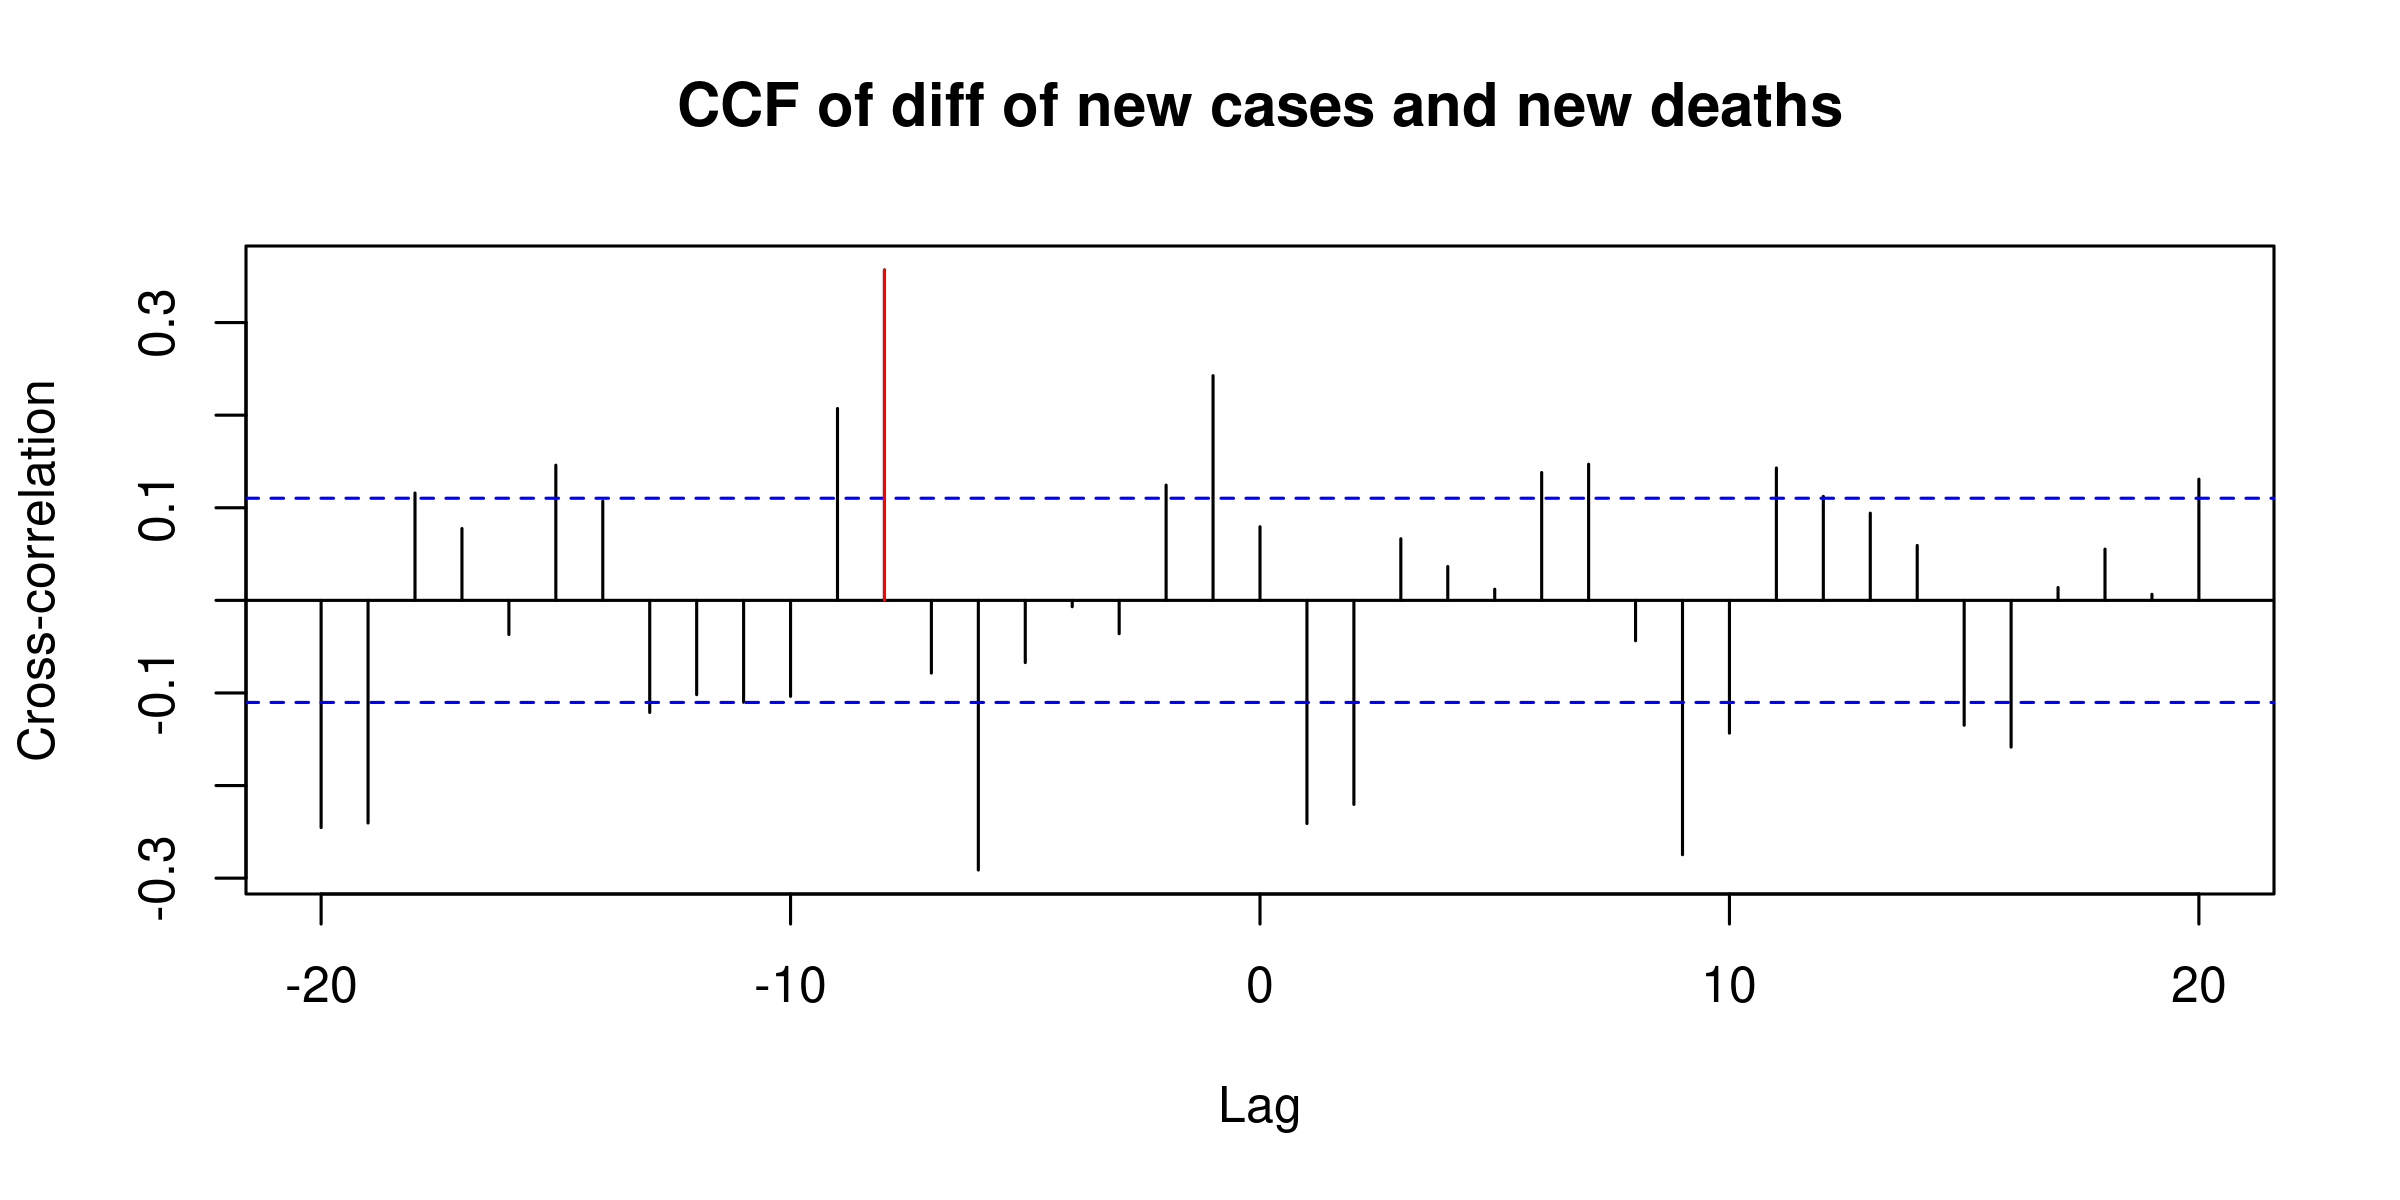 CCF of diff of new cases and new deaths
Cross-correlation
0.3
0.1
-0.1
-0.3
-20 -10 0 10 20
Lag